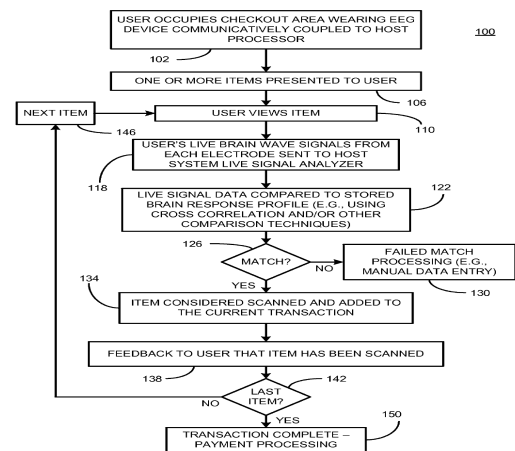 USER OCCUPIES CHECKOUT AREA WEARING EEG
DEVICE COMMUNICATIVELY COUPLED TO HOST
PROCESSOR
100
102
ONE OR MORE ITEMS PRESENTED TO USER
106
NEXT ITEM
146
USER VIEWS ITEM
110
USER'S LIVE BRAIN WAVE SIGNALS FROM
EACH ELECTRODE SENT TO HOST
SYSTEM LIVE SIGNAL ANALYZER
118
LIVE SIGNAL DATA COMPARED TO STORED
BRAIN RESPONSE PROFILE (E.G., USING
CROSS CORRELATION AND/OR OTHER
COMPARISON TECHNIQUES)
122
126
MATCH?
NO
FAILED MATCH
PROCESSING (E.G.,
MANUAL DATA ENTRY)
130
YES
134
ITEM CONSIDERED SCANNED AND ADDED TO
THE CURRENT TRANSACTION
FEEDBACK TO USER THAT ITEM HAS BEEN SCANNED
138
142
LAST
ITEM?
NO
YES
TRANSACTION COMPLETE –
PAYMENT PROCESSING
150